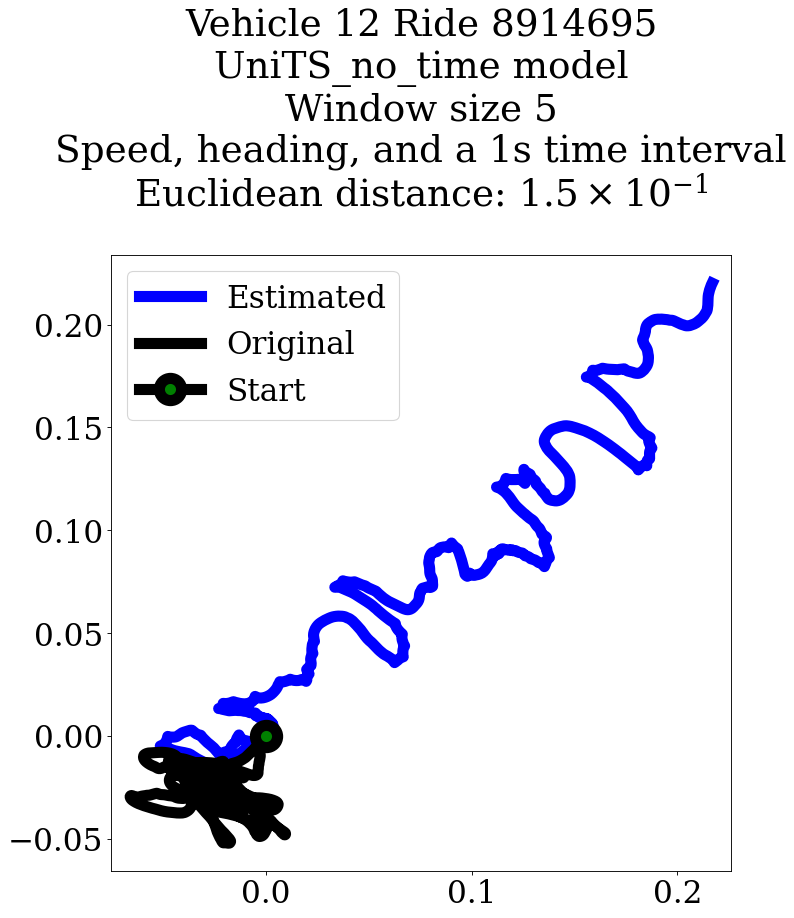 Vehicle 12 Ride 8914695
UniTS_no_time model
Window size 5
Speed, heading, and a 1s time interval
Euclidean distance: 1.5 × 10⁻¹
Estimated
Original
Start
0.20
0.15
0.10
0.05
0.00
−0.05
0.0 0.1 0.2